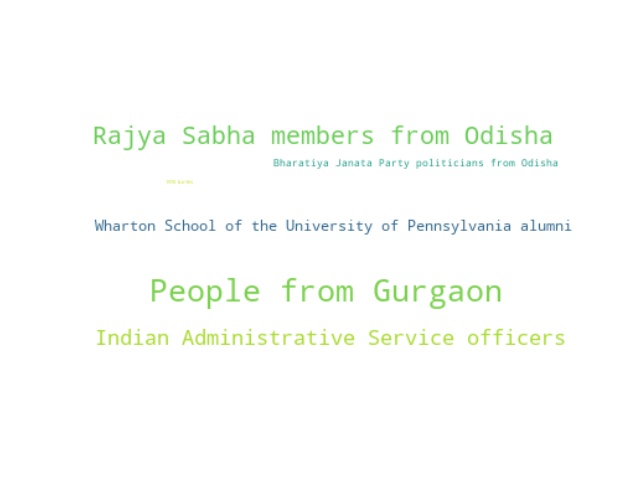 Rajya Sabha members from Odisha
Bharatiya Janata Party politicians from Odisha
Wharton School of the University of Pennsylvania alumni
People from Gurgaon
Indian Administrative Service officers